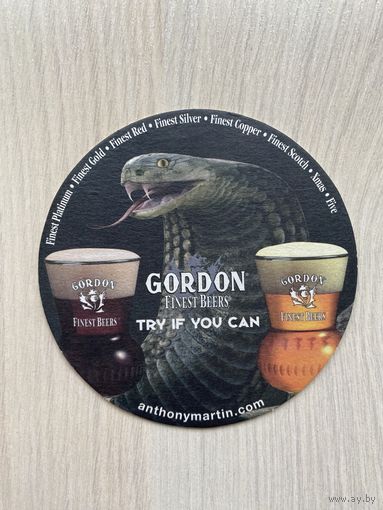 Finest Platinum • Finest Gold • Finest Red • Finest Silver • Finest Copper • Finest Scotch • Xmas • Five
GORDON
FINEST BEERS
GORDON
FINEST BEERS
GORDON
FINEST BEERS
TRY IF YOU CAN
anthonymartin.com
www.ay.by